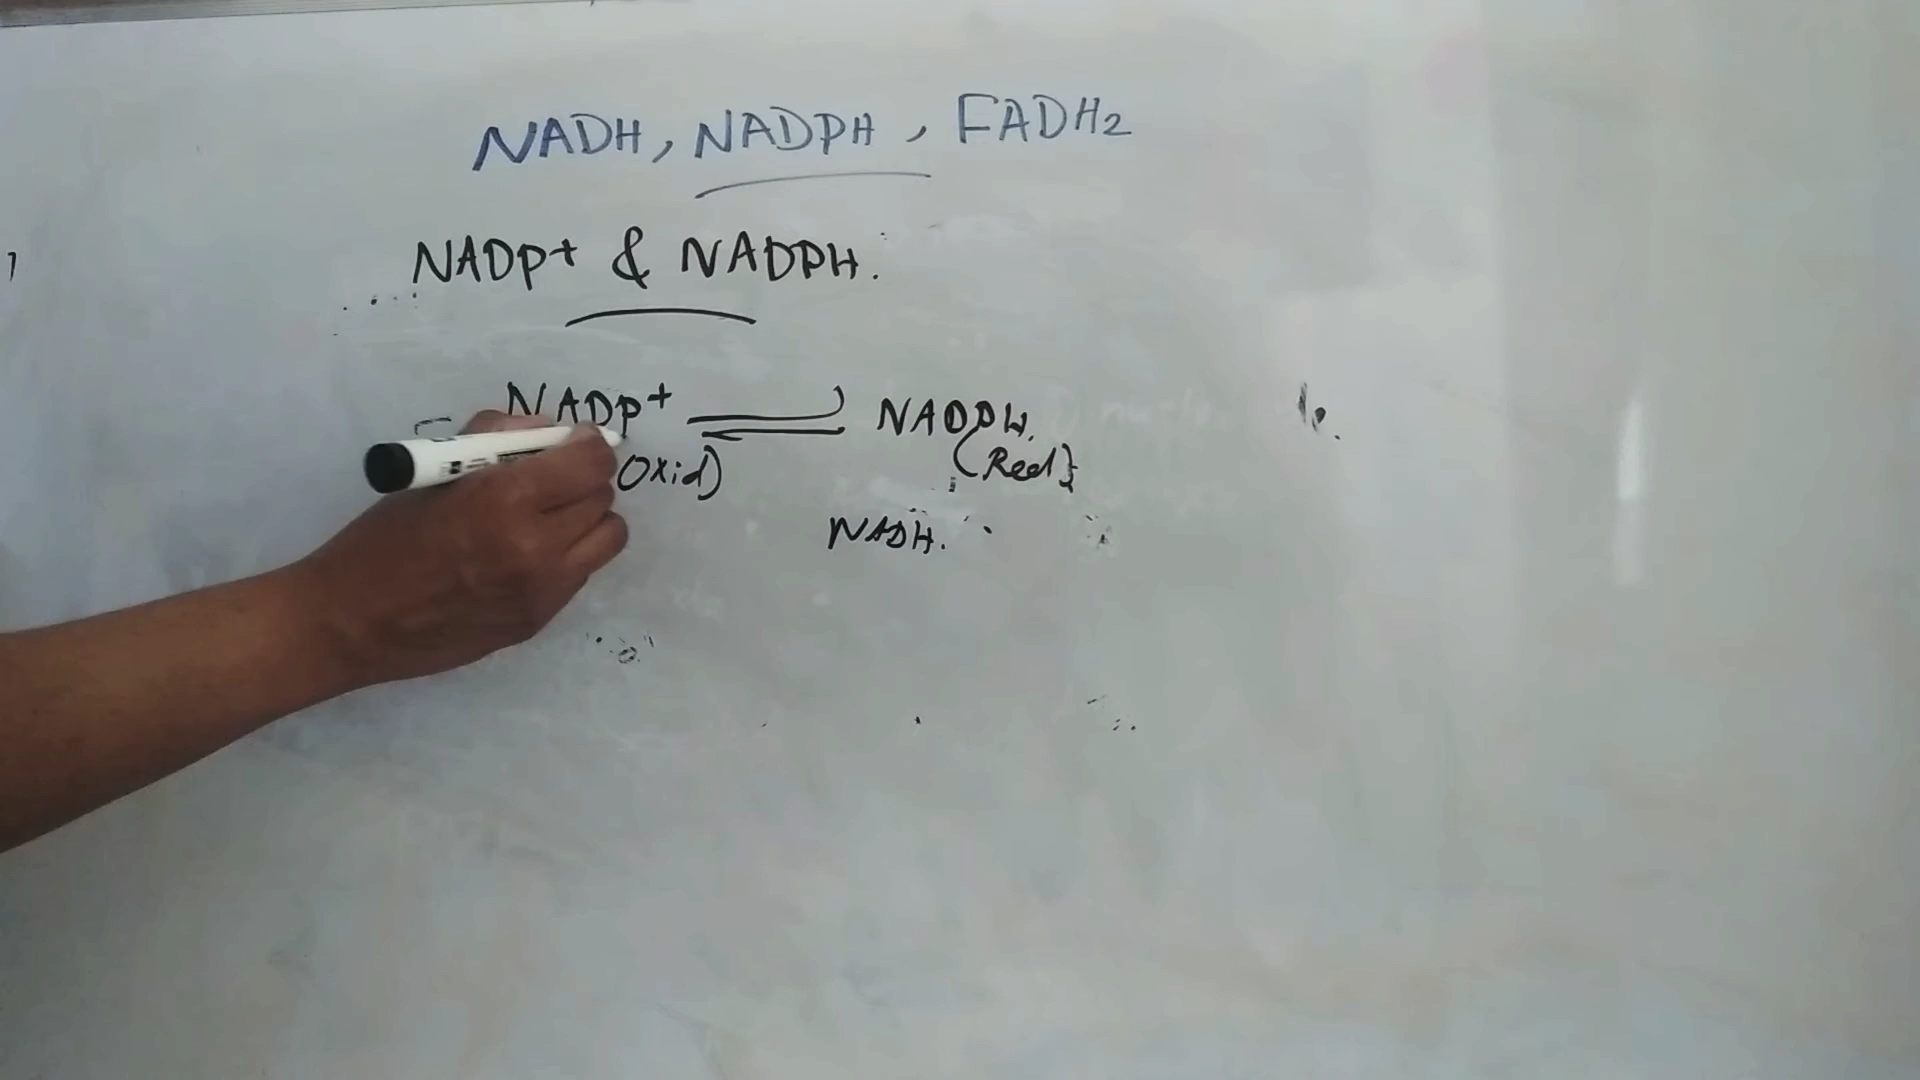 NADH, NADPH, FADH2
NADP+ & NADPH.
NADP+ ⇌ NADPH.
Oxid) (Red}
NADH.